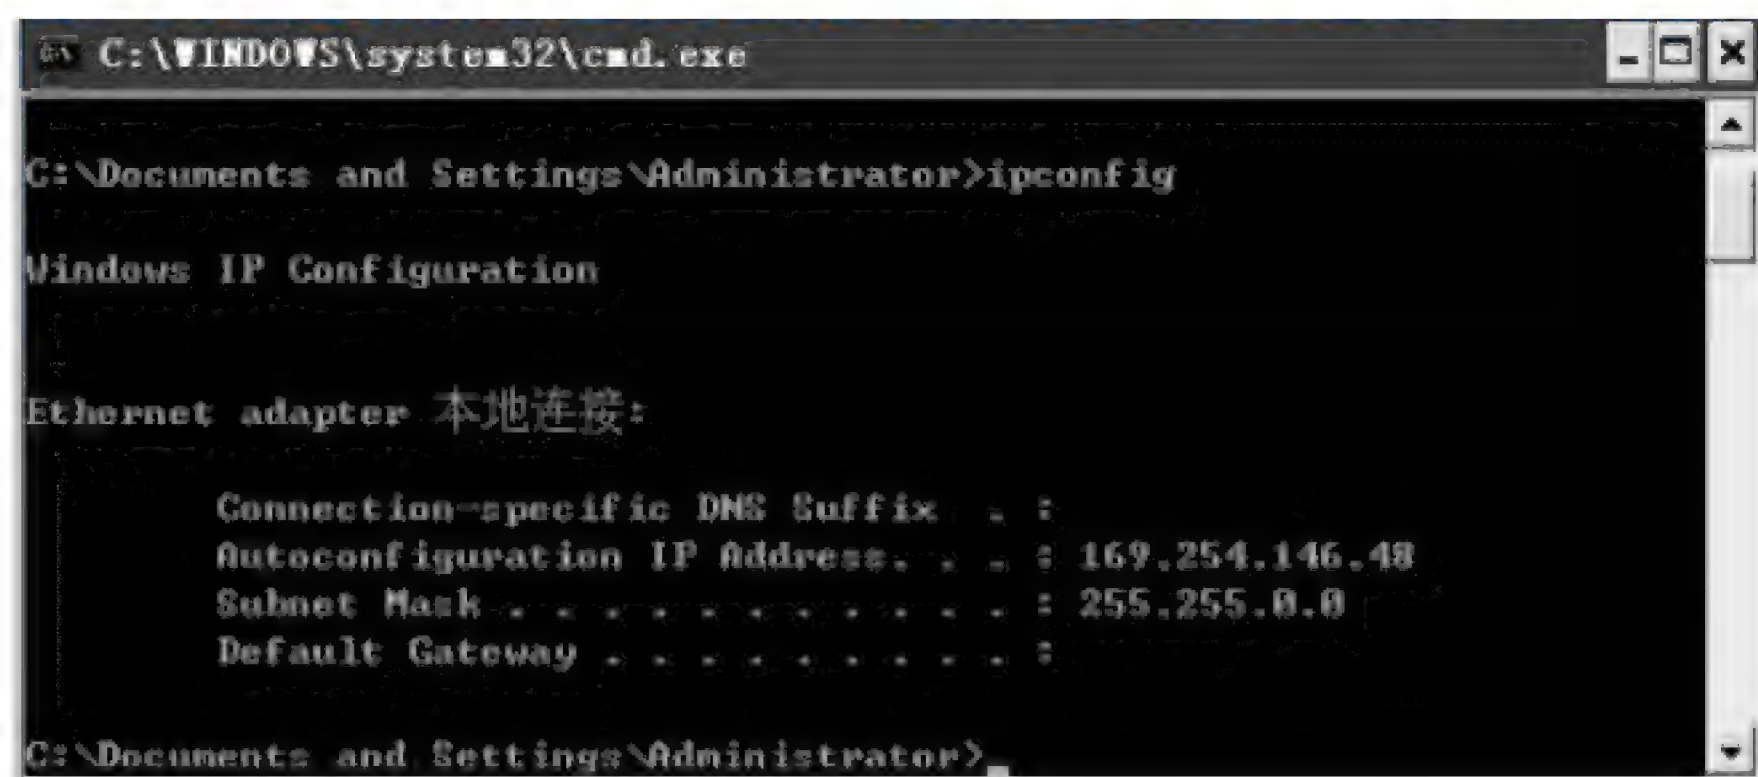 C:\WINDOWS\system32\cmd.exe
C:\Documents and Settings\Administrator>ipconfig
Windows IP Configuration
Ethernet adapter 本地连接:
Connection-specific DNS Suffix . :
Autoconfiguration IP Address. . . : 169.254.146.48
Subnet Mask . . . . . . . . . . . : 255.255.0.0
Default Gateway . . . . . . . . . :
C:\Documents and Settings\Administrator>_